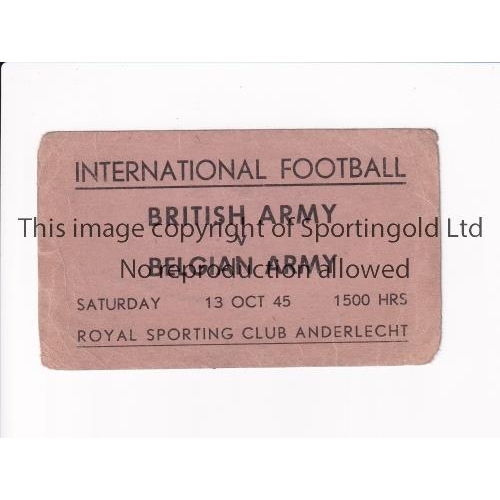 INTERNATIONAL FOOTBALL
BRITISH ARMY
This image copyright of Sportingold Ltd
V
BELGIAN ARMY
No reproduction allowed
SATURDAY 13 OCT 45 1500 HRS
ROYAL SPORTING CLUB ANDERLECHT